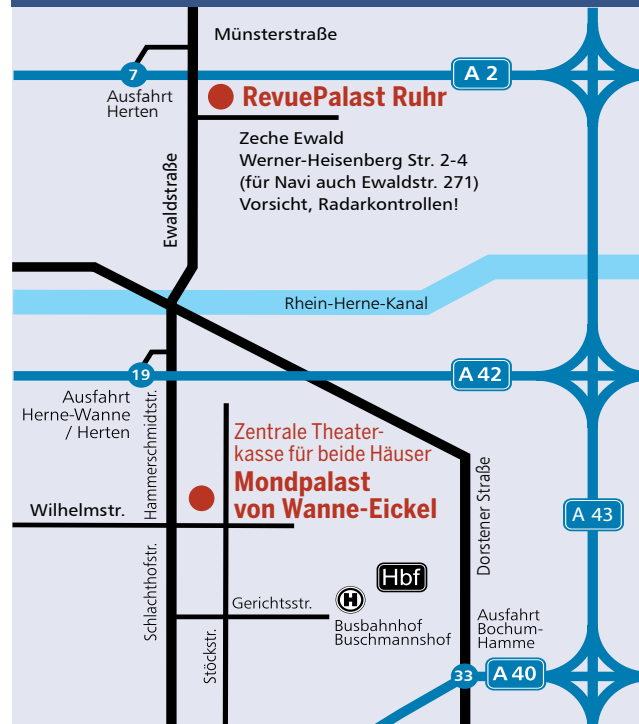 Münsterstraße
7
A 2
Ausfahrt
Herten
RevuePalast Ruhr
Zeche Ewald
Werner-Heisenberg Str. 2-4
(für Navi auch Ewaldstr. 271)
Vorsicht, Radarkontrollen!
Ewaldstraße
Rhein-Herne-Kanal
19
A 42
Ausfahrt
Herne-Wanne
/ Herten
Hammerschmidtstr.
Zentrale Theater-
kasse für beide Häuser
Mondpalast
von Wanne-Eickel
Wilhelmstr.
Dorstener Straße
A 43
Schlachthofstr.
Hbf
H
Gerichtsstr.
Busbahnhof
Buschmannshof
Stöckstr.
Ausfahrt
Bochum-
Hamme
33
A 40